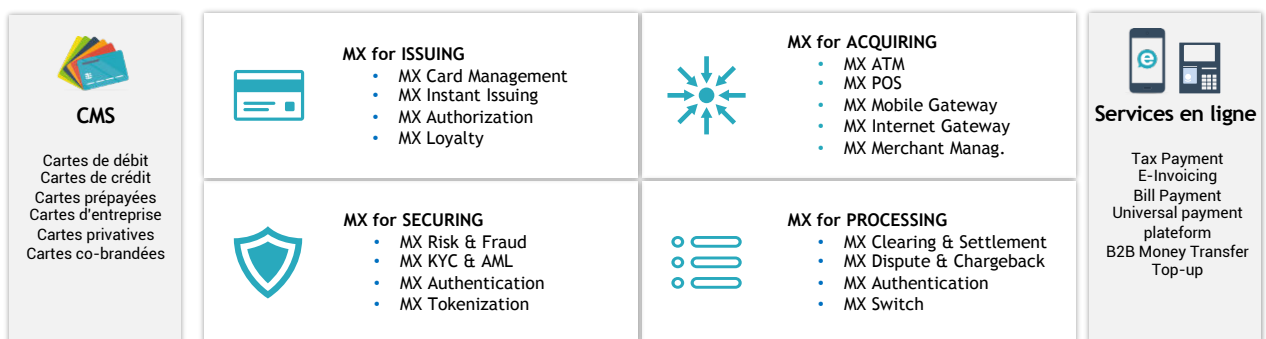 CMS
Cartes de débit
Cartes de crédit
Cartes prépayées
Cartes d'entreprise
Cartes privatives
Cartes co-brandées
MX for ISSUING
• MX Card Management
• MX Instant Issuing
• MX Authorization
• MX Loyalty
MX for ACQUIRING
• MX ATM
• MX POS
• MX Mobile Gateway
• MX Internet Gateway
• MX Merchant Manag.
MX for SECURING
• MX Risk & Fraud
• MX KYC & AML
• MX Authentication
• MX Tokenization
MX for PROCESSING
• MX Clearing & Settlement
• MX Dispute & Chargeback
• MX Authentication
• MX Switch
e
Services en ligne
Tax Payment
E-Invoicing
Bill Payment
Universal payment
plateform
B2B Money Transfer
Top-up